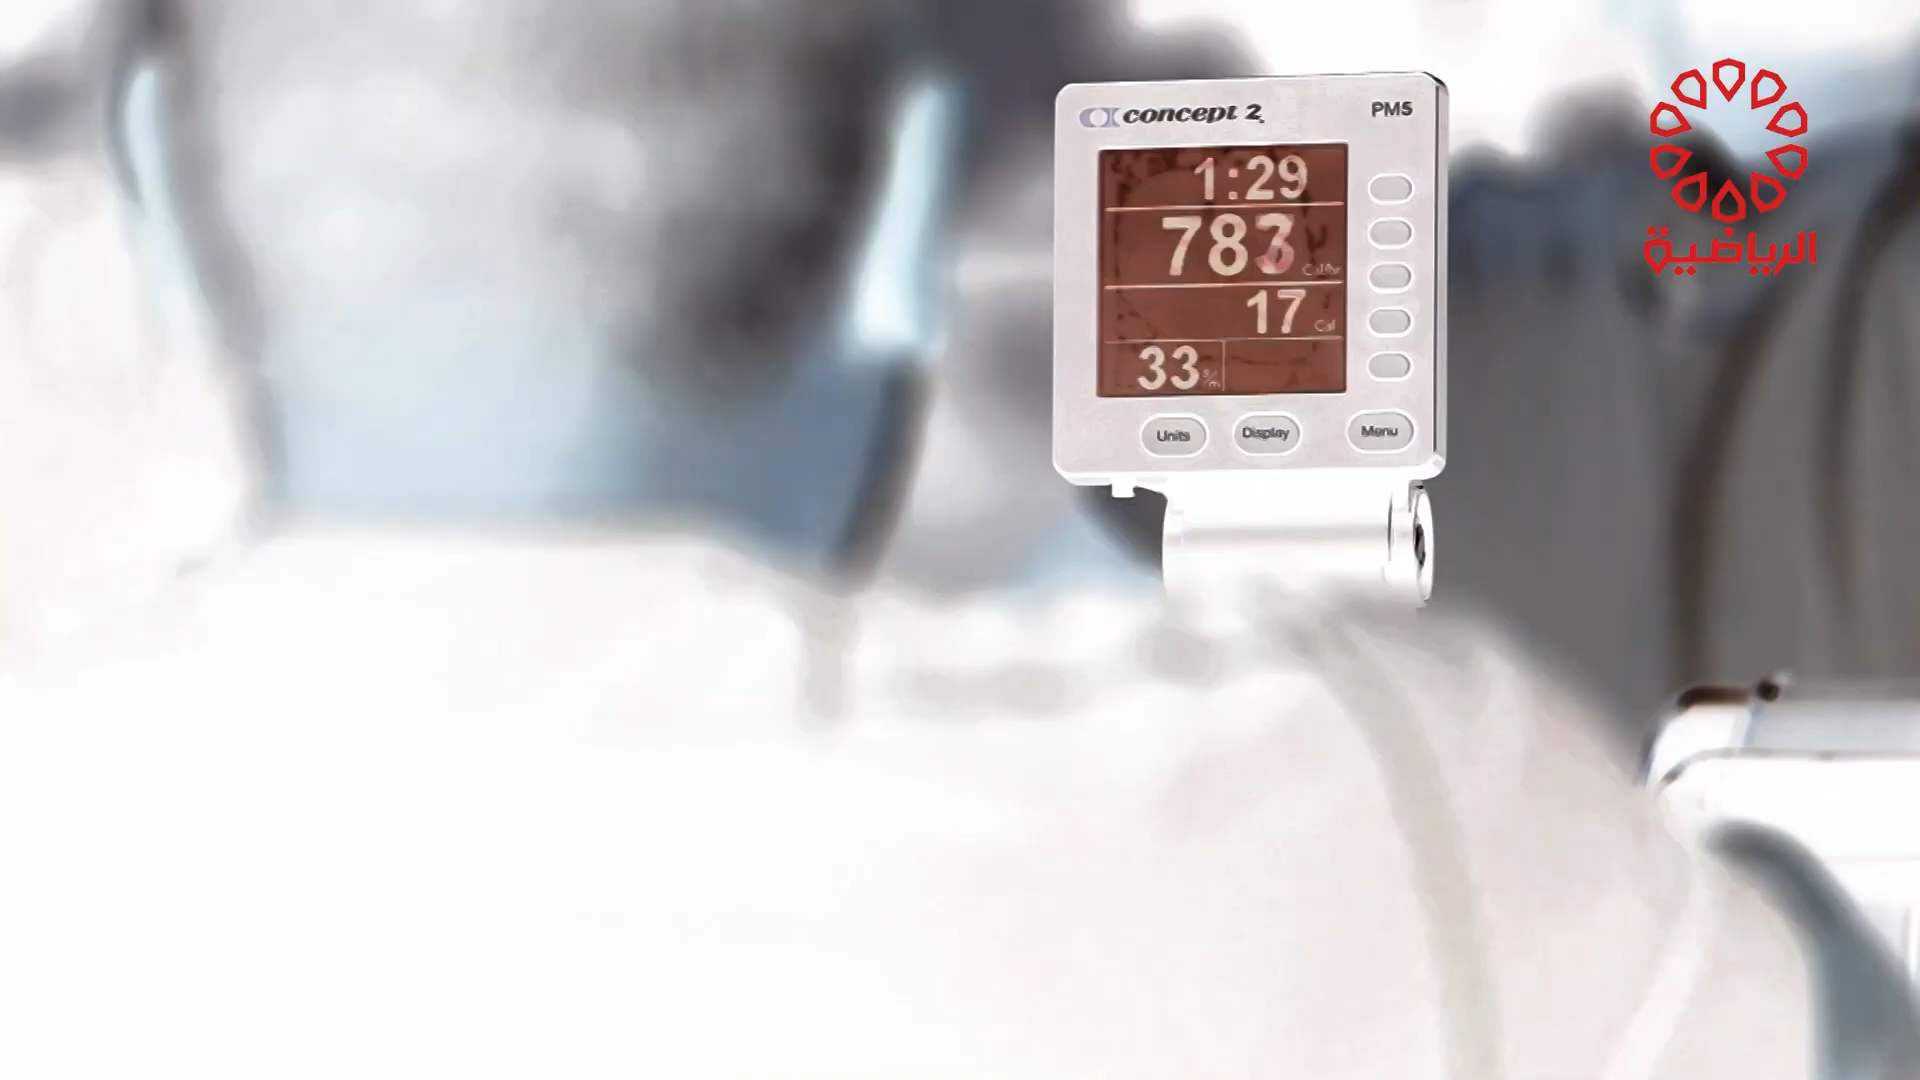 concept 2
PM5
1:29
783
Cal/hr
17 Cal
33 s/m
Units
Display
Menu
الرياضية